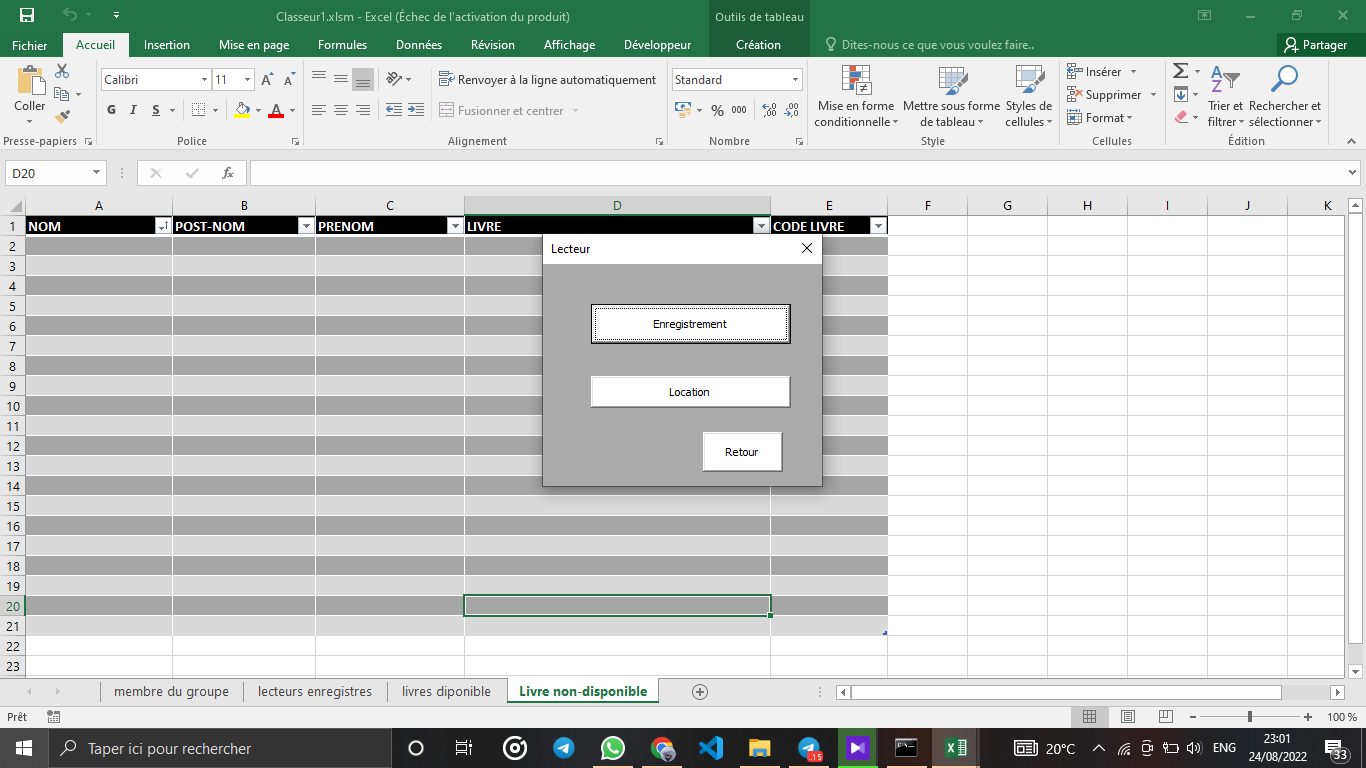 Classeur1.xlsm - Excel (Échec de l'activation du produit)
Outils de tableau
Fichier Accueil Insertion Mise en page Formules Données Révision Affichage Développeur Création Dites-nous ce que vous voulez faire.. Partager
Coller
Calibri 11
G I S
Renvoyer à la ligne automatiquement
Fusionner et centrer
Standard
% 000
Mise en forme conditionnelle
Mettre sous forme de tableau
Styles de cellules
Insérer
Supprimer
Format
Trier et filtrer
Rechercher et sélectionner
Presse-papiers Police Alignement Nombre Style Cellules Édition
D20 fx
A B C D E F G H I J K
1 NOM POST-NOM PRENOM LIVRE CODE LIVRE
2
3
4
5
6
7
8
9
10
11
12
13
14
15
16
17
18
19
20
21
22
23
Lecteur
Enregistrement
Location
Retour
membre du groupe lecteurs enregistres livres diponible Livre non-disponible
Prêt 100 %
Taper ici pour rechercher
..15
20°C
ENG
23:01
24/08/2022
33